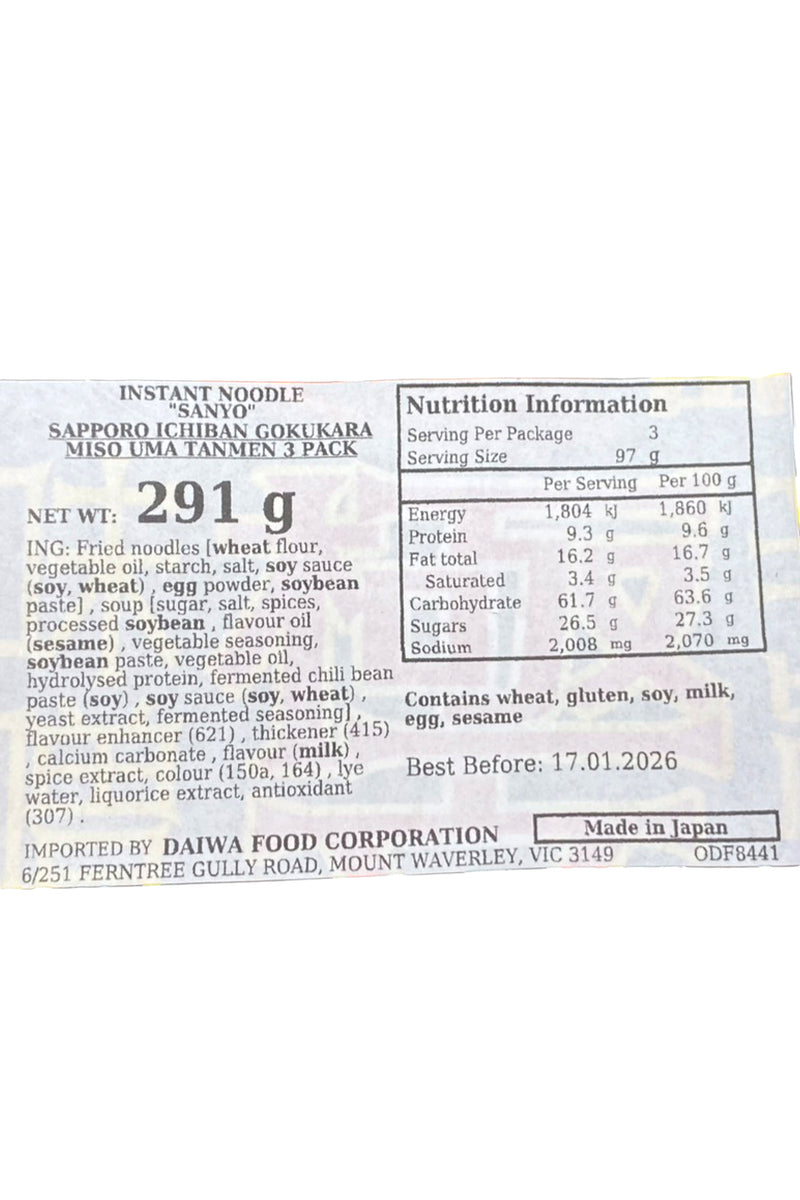 INSTANT NOODLE
"SANYO"
SAPPORO ICHIBAN GOKUKARA
MISO UMA TANMEN 3 PACK
NET WT: 291 g
ING: Fried noodles [wheat flour,
vegetable oil, starch, salt, soy sauce
(soy, wheat) , egg powder, soybean
paste] , soup [sugar, salt, spices,
processed soybean , flavour oil
(sesame) , vegetable seasoning,
soybean paste, vegetable oil,
hydrolysed protein, fermented chili bean
paste (soy) , soy sauce (soy, wheat) ,
yeast extract, fermented seasoning] ,
flavour enhancer (621) , thickener (415)
, calcium carbonate , flavour (milk) ,
spice extract, colour (150a, 164) , lye
water, liquorice extract, antioxidant
(307) .
Nutrition Information
Serving Per Package 3
Serving Size 97 g
Per Serving Per 100 g
Energy 1,804 kJ 1,860 kJ
Protein 9.3 g 9.6 g
Fat total 16.2 g 16.7 g
Saturated 3.4 g 3.5 g
Carbohydrate 61.7 g 63.6 g
Sugars 26.5 g 27.3 g
Sodium 2,008 mg 2,070 mg
Contains wheat, gluten, soy, milk,
egg, sesame
Best Before: 17.01.2026
Made in Japan
IMPORTED BY DAIWA FOOD CORPORATION
6/251 FERNTREE GULLY ROAD, MOUNT WAVERLEY, VIC 3149
ODF8441